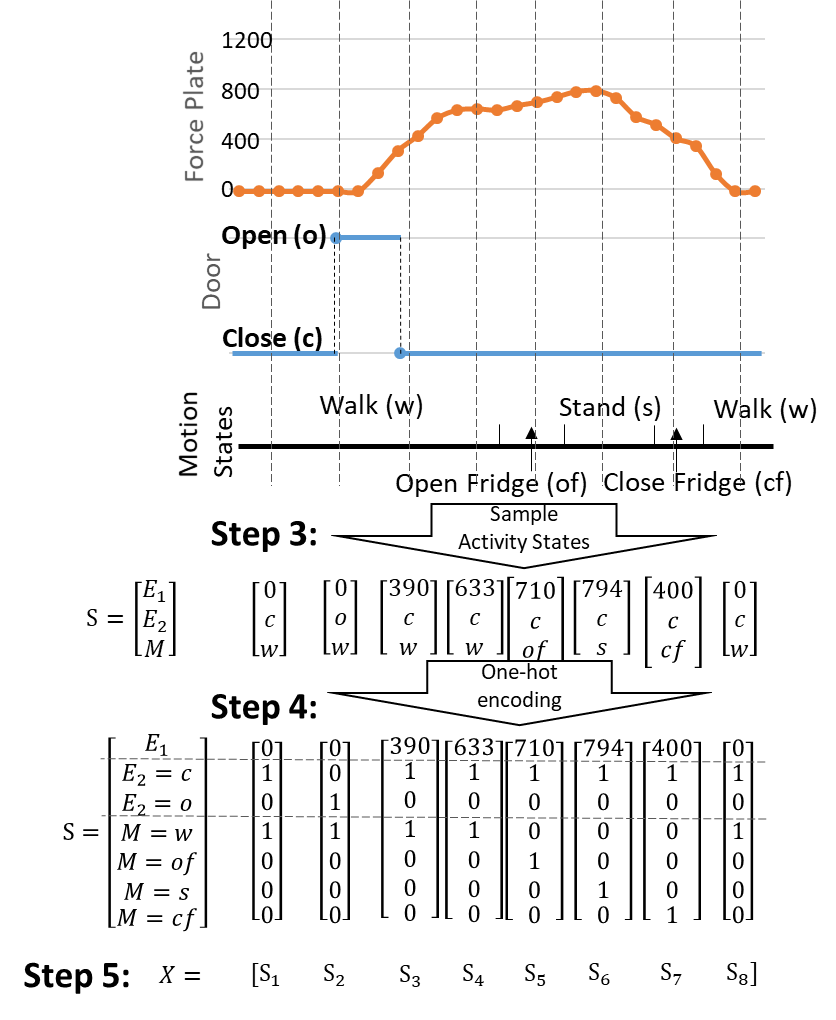 1200
800
400
0
Force Plate
Open (o)
Door
Close (c)
Motion
States
Walk (w)
Stand (s)
Walk (w)
Open Fridge (of)
Close Fridge (cf)
Step 3:
Sample
Activity States
S = [E₁ E₂ M]
[0 c w]
[0 o w]
[390 c w]
[633 c w]
[710 c of]
[794 c s]
[400 c cf]
[0 c w]
Step 4:
One-hot
encoding
E₁ [0] [0] [390] [633] [710] [794] [400] [0]
E₂ = c 1 0 1 1 1 1 1 1
E₂ = o 0 1 0 0 0 0 0 0
S = M = w 1 1 1 1 0 0 0 1
M = of 0 0 0 0 1 0 0 0
M = s 0 0 0 0 0 1 0 0
M = cf 0 0 0 0 0 0 1 0
Step 5: X = [S₁ S₂ S₃ S₄ S₅ S₆ S₇ S₈]